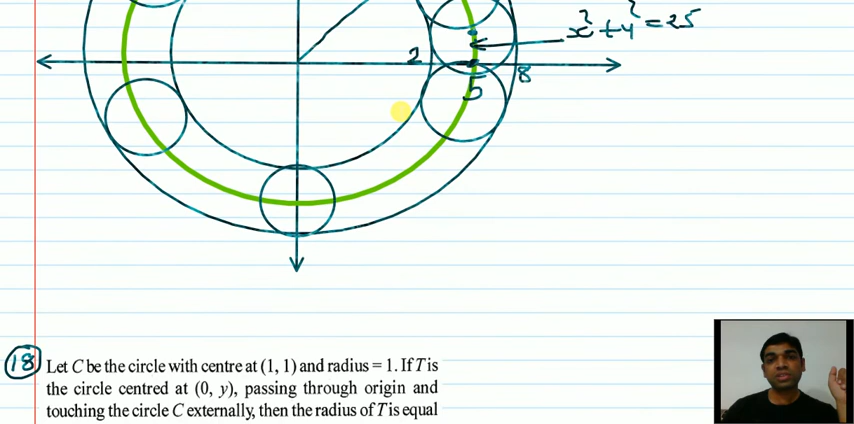 x² + y² = 25
2
8
5
18 Let C be the circle with centre at (1, 1) and radius = 1. If T is
the circle centred at (0, y), passing through origin and
touching the circle C externally, then the radius of T is equal